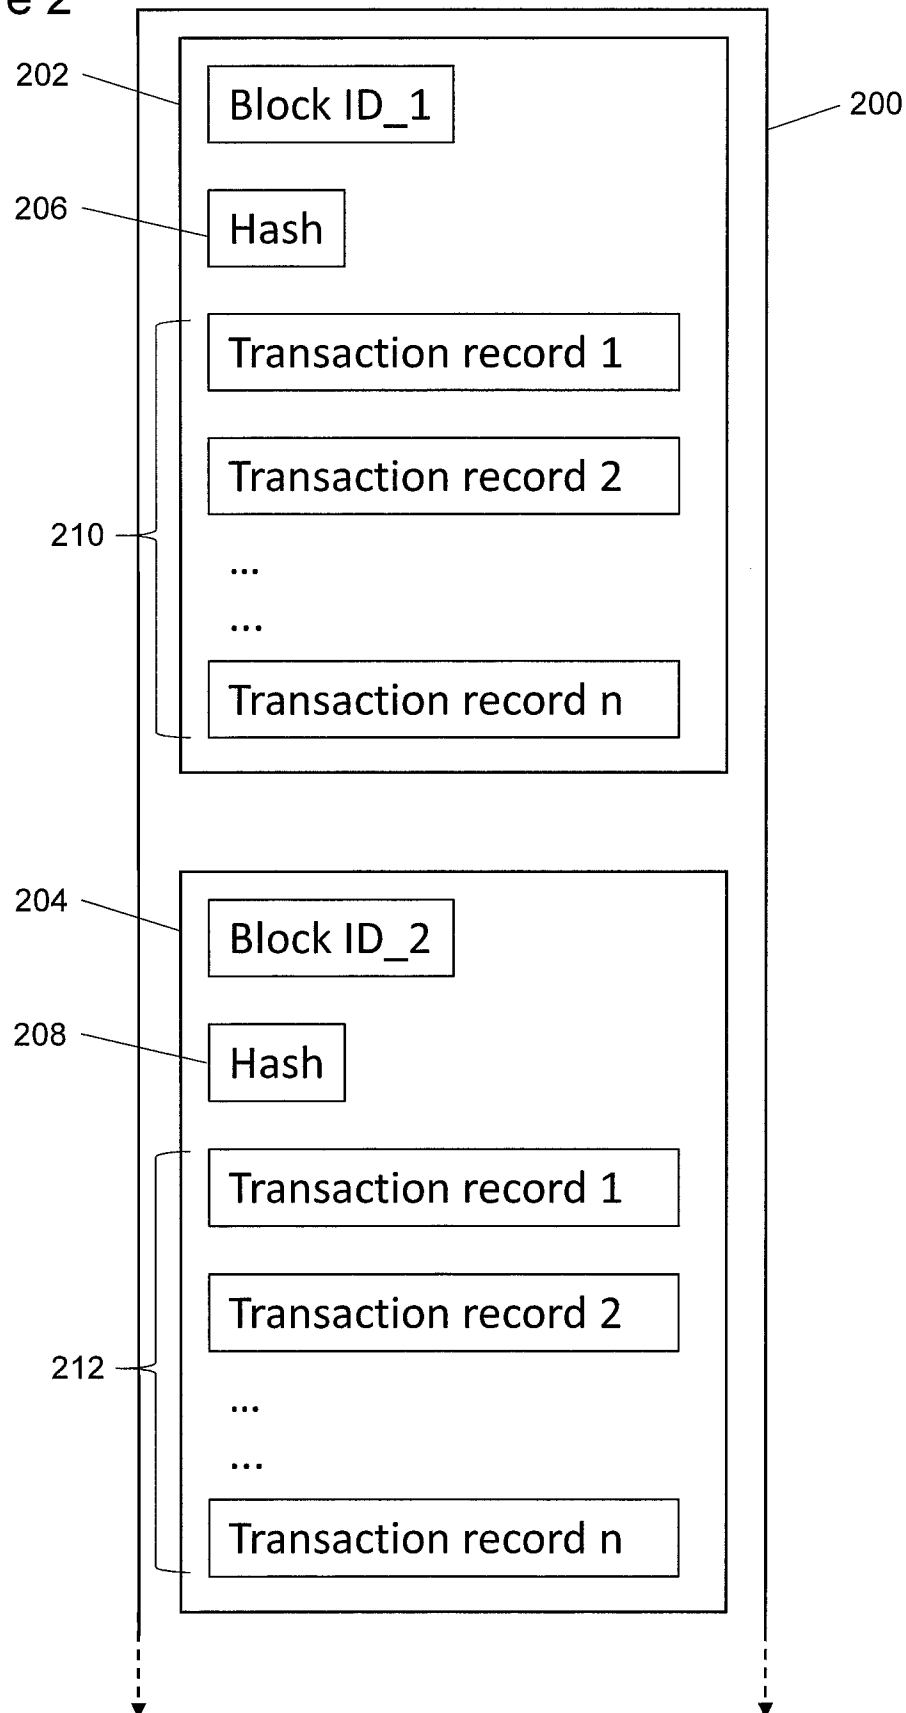 e 2
202
Block ID_1
200
206
Hash
Transaction record 1
Transaction record 2
210
...
...
Transaction record n
204
Block ID_2
208
Hash
Transaction record 1
Transaction record 2
212
...
...
Transaction record n